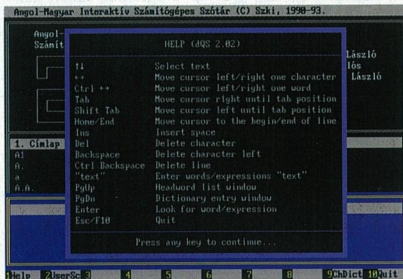 Angol-Magyar Interaktív Számítógépes Szótár (C) Szki, 1990-93.
Angol-
Számít
László
lós
László
HELP (dQS 2.02)
↑↓ Select text
↔ Move cursor left/right one character
Ctrl ↔ Move cursor left/right one word
Tab Move cursor right until tab position
Shift Tab Move cursor left until tab position
Home/End Move cursor to the begin/end of line
Ins Insert space
Del Delete character
Backspace Delete character left
Ctrl Backspace Delete line
"text" Enter words/expressions "text"
PgUp Headword list window
PgDn Dictionary entry window
Enter Look for word/expression
Esc/F10 Quit
Press any key to continue...
1. Címlap
A1
A.
a
A.A.
1Help 2UserSc 3 4 5 6 7 8 9ChDict 10Quit